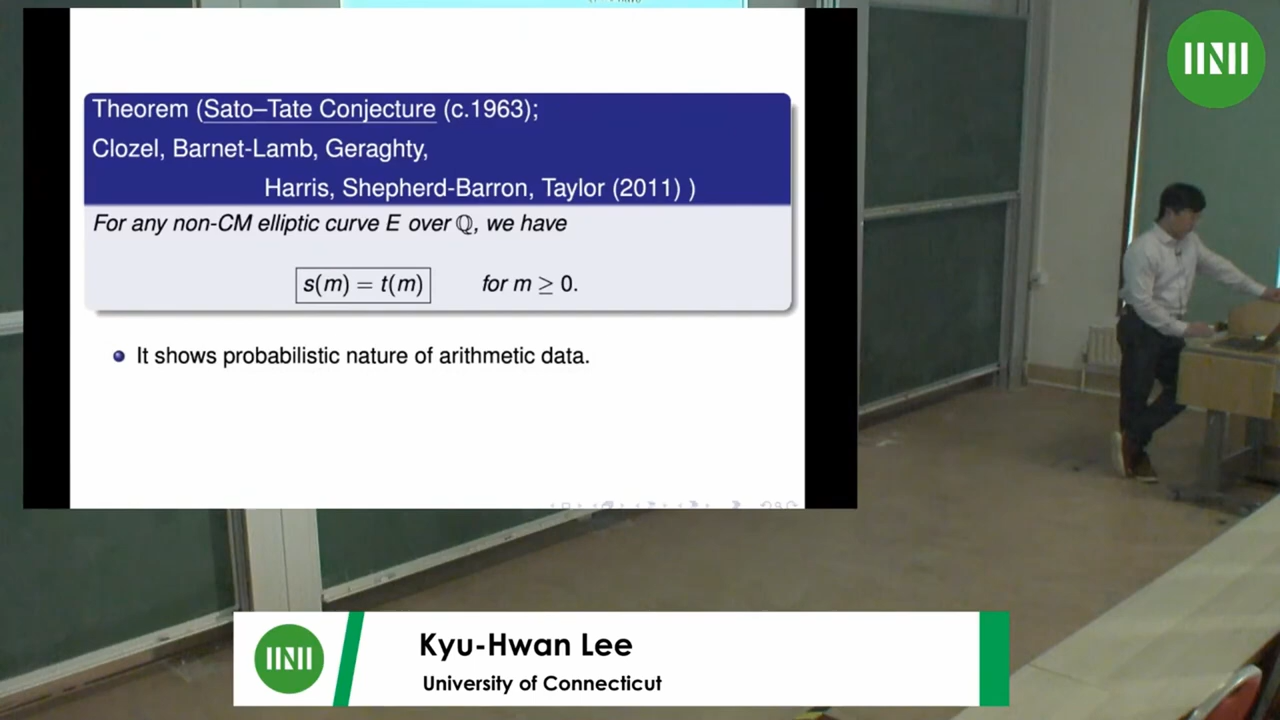 Theorem (Sato–Tate Conjecture (c.1963);
Clozel, Barnet-Lamb, Geraghty,
Harris, Shepherd-Barron, Taylor (2011) )
For any non-CM elliptic curve E over ℚ, we have
s(m) = t(m) for m ≥ 0.
It shows probabilistic nature of arithmetic data.
Kyu-Hwan Lee
University of Connecticut